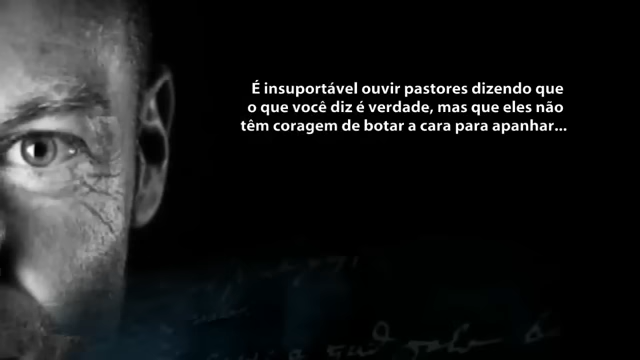 É insuportável ouvir pastores dizendo que
o que você diz é verdade, mas que eles não
têm coragem de botar a cara para apanhar...